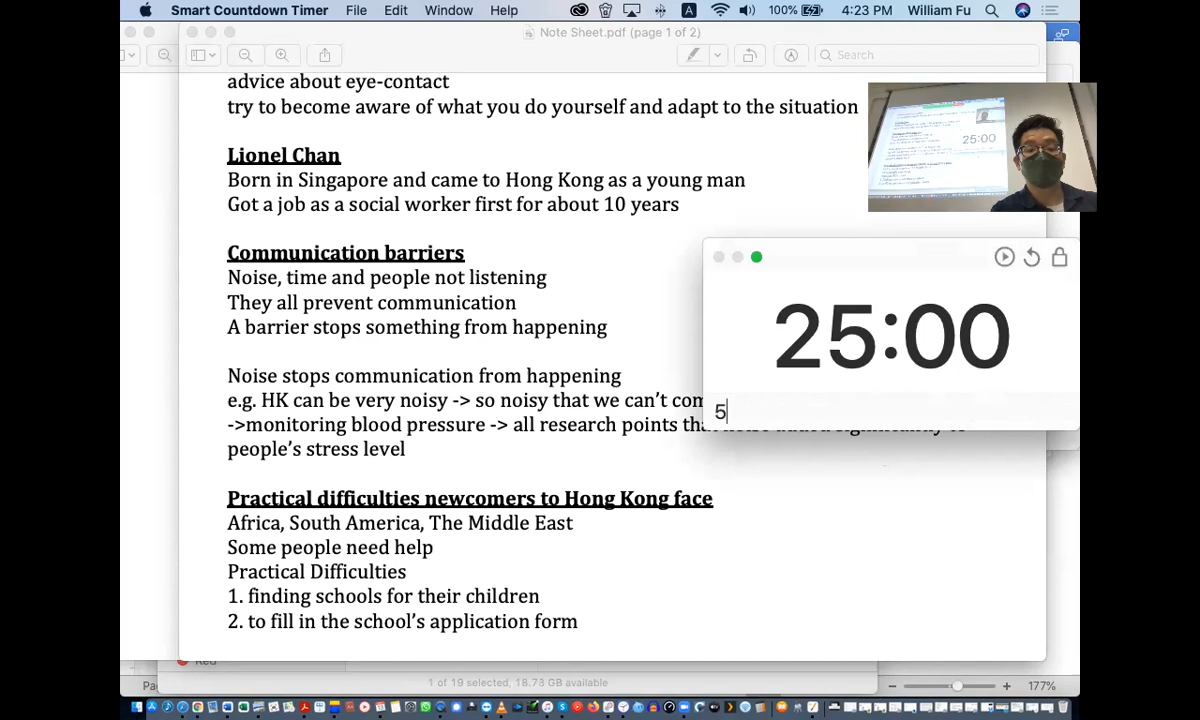 Smart Countdown Timer File Edit Window Help A 100% 4:23 PM William Fu
Note Sheet.pdf (page 1 of 2)
Search
advice about eye-contact
try to become aware of what you do yourself and adapt to the situation
Lionel Chan
Born in Singapore and came to Hong Kong as a young man
Got a job as a social worker first for about 10 years
25:00
Communication barriers
Noise, time and people not listening
They all prevent communication
A barrier stops something from happening
25:00
5
Noise stops communication from happening
e.g. HK can be very noisy -> so noisy that we can't
->monitoring blood pressure -> all research points
people's stress level
Practical difficulties newcomers to Hong Kong face
Africa, South America, The Middle East
Some people need help
Practical Difficulties
1. finding schools for their children
2. to fill in the school's application form
Red
1 of 19 selected, 18.73 GB available
177%